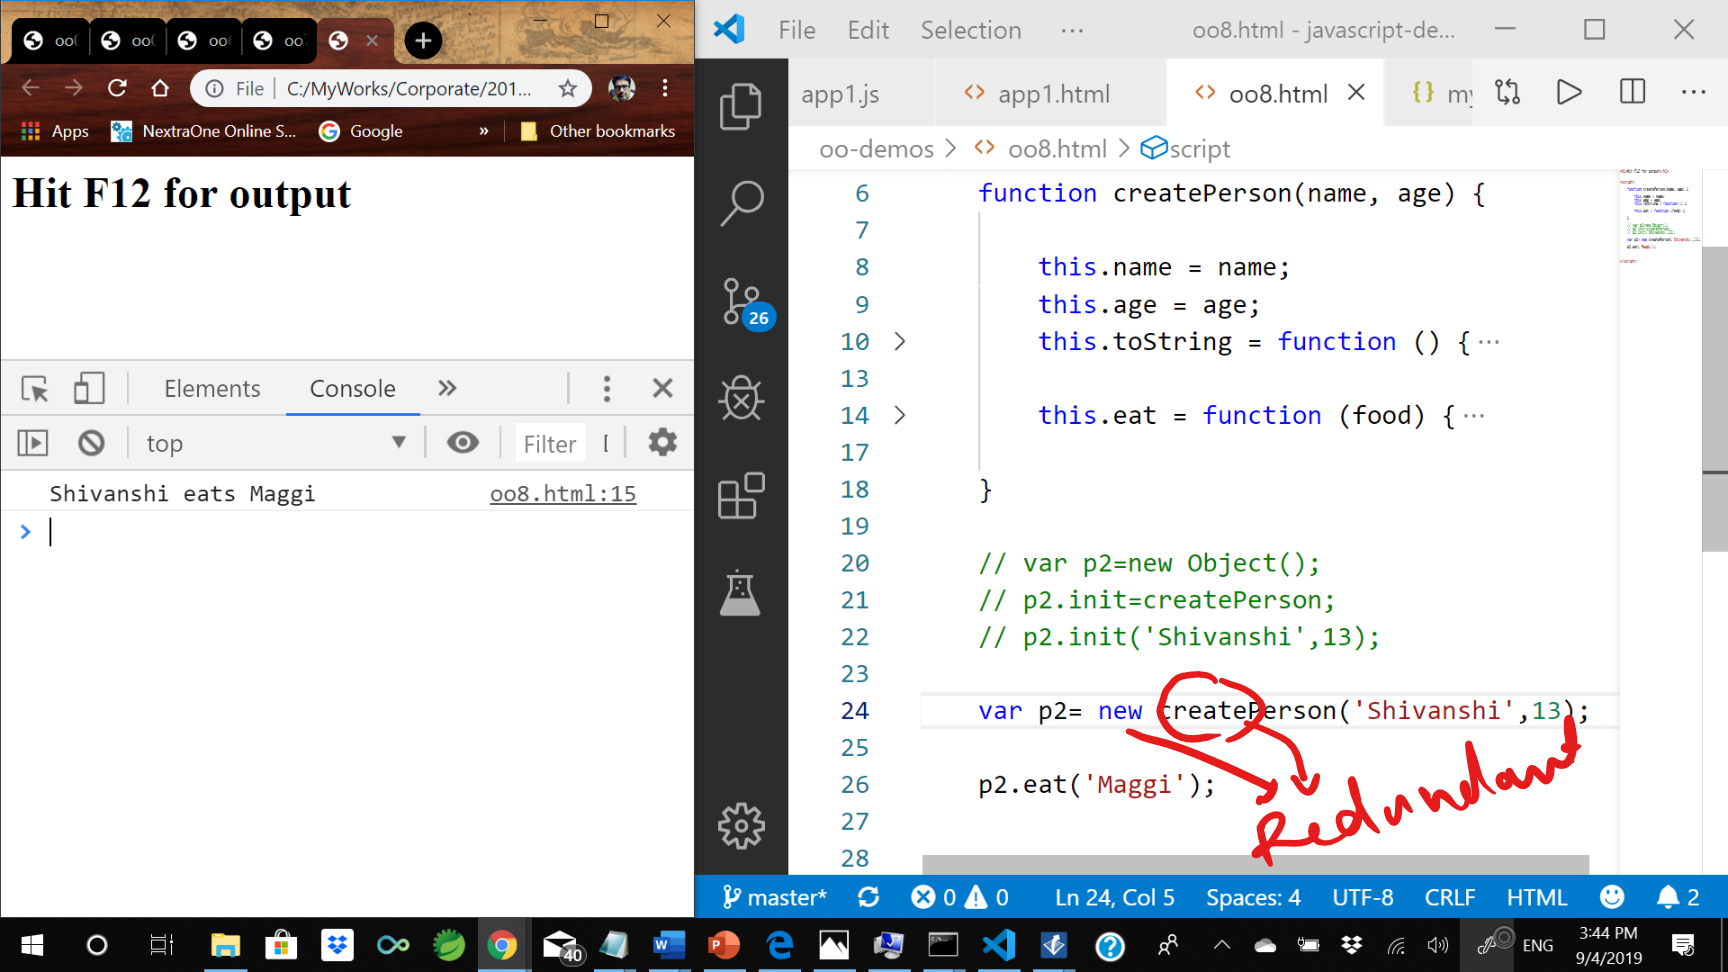 oo
oo
oo
oo
File
C:/MyWorks/Corporate/201...
Apps
NextraOne Online S...
Google
»
Other bookmarks
Hit F12 for output
Elements
Console
top
Filter
Shivanshi eats Maggi
oo8.html:15
File Edit Selection ...
oo8.html - javascript-de...
app1.js
app1.html
oo8.html
{} my
oo-demos > oo8.html > script
26
6 function createPerson(name, age) {
7
8 this.name = name;
9 this.age = age;
10 this.toString = function () {...
13
14 this.eat = function (food) {...
17
18 }
19
20 // var p2=new Object();
21 // p2.init=createPerson;
22 // p2.init('Shivanshi',13);
23
24 var p2= new createPerson('Shivanshi',13);
25
26 p2.eat('Maggi');
27
28
Redundant
master*
0 0
Ln 24, Col 5
Spaces: 4
UTF-8
CRLF
HTML
2
40
ENG
3:44 PM
9/4/2019